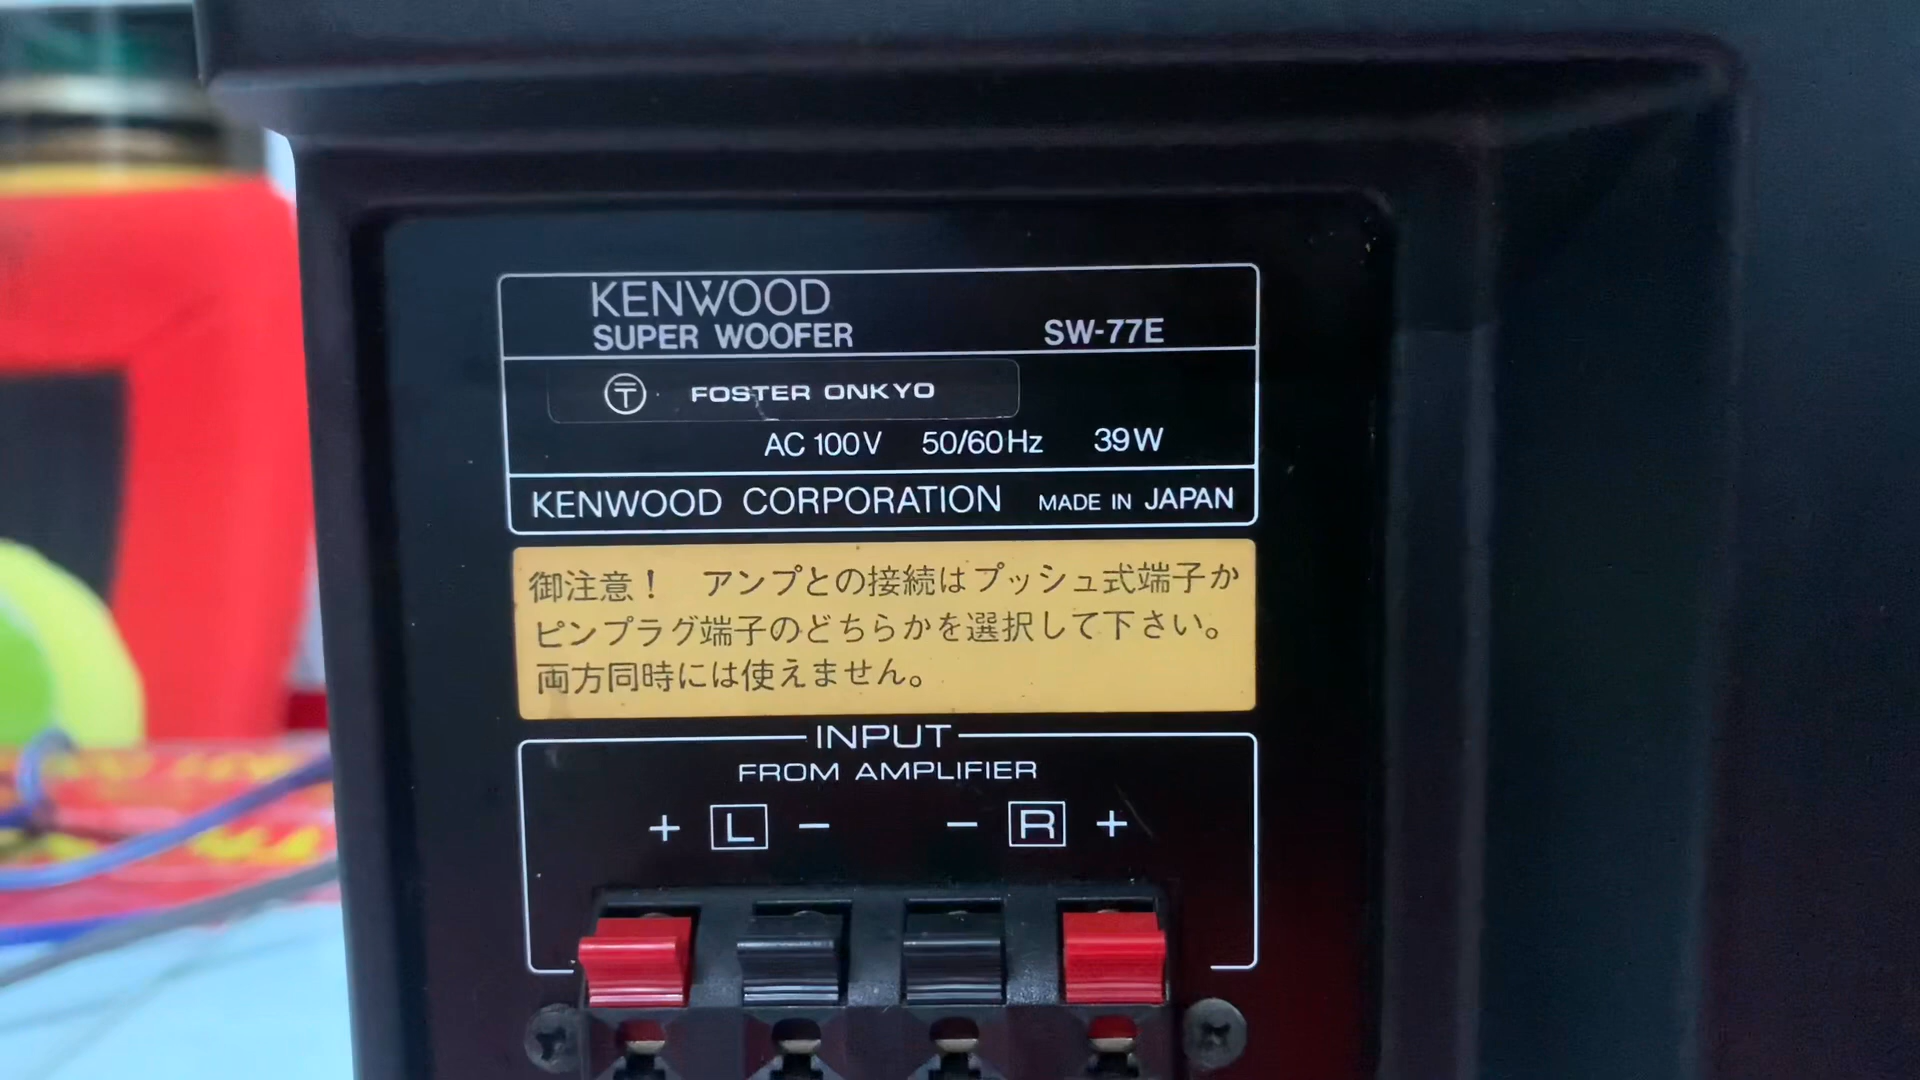 KENWOOD
SUPER WOOFER SW-77E
〒 FOSTER ONKYO
AC 100V 50/60Hz 39W
KENWOOD CORPORATION MADE IN JAPAN
御注意! アンプとの接続はプッシュ式端子か
ピンプラグ端子のどちらかを選択して下さい。
両方同時には使えません。
INPUT
FROM AMPLIFIER
+ L - - R +